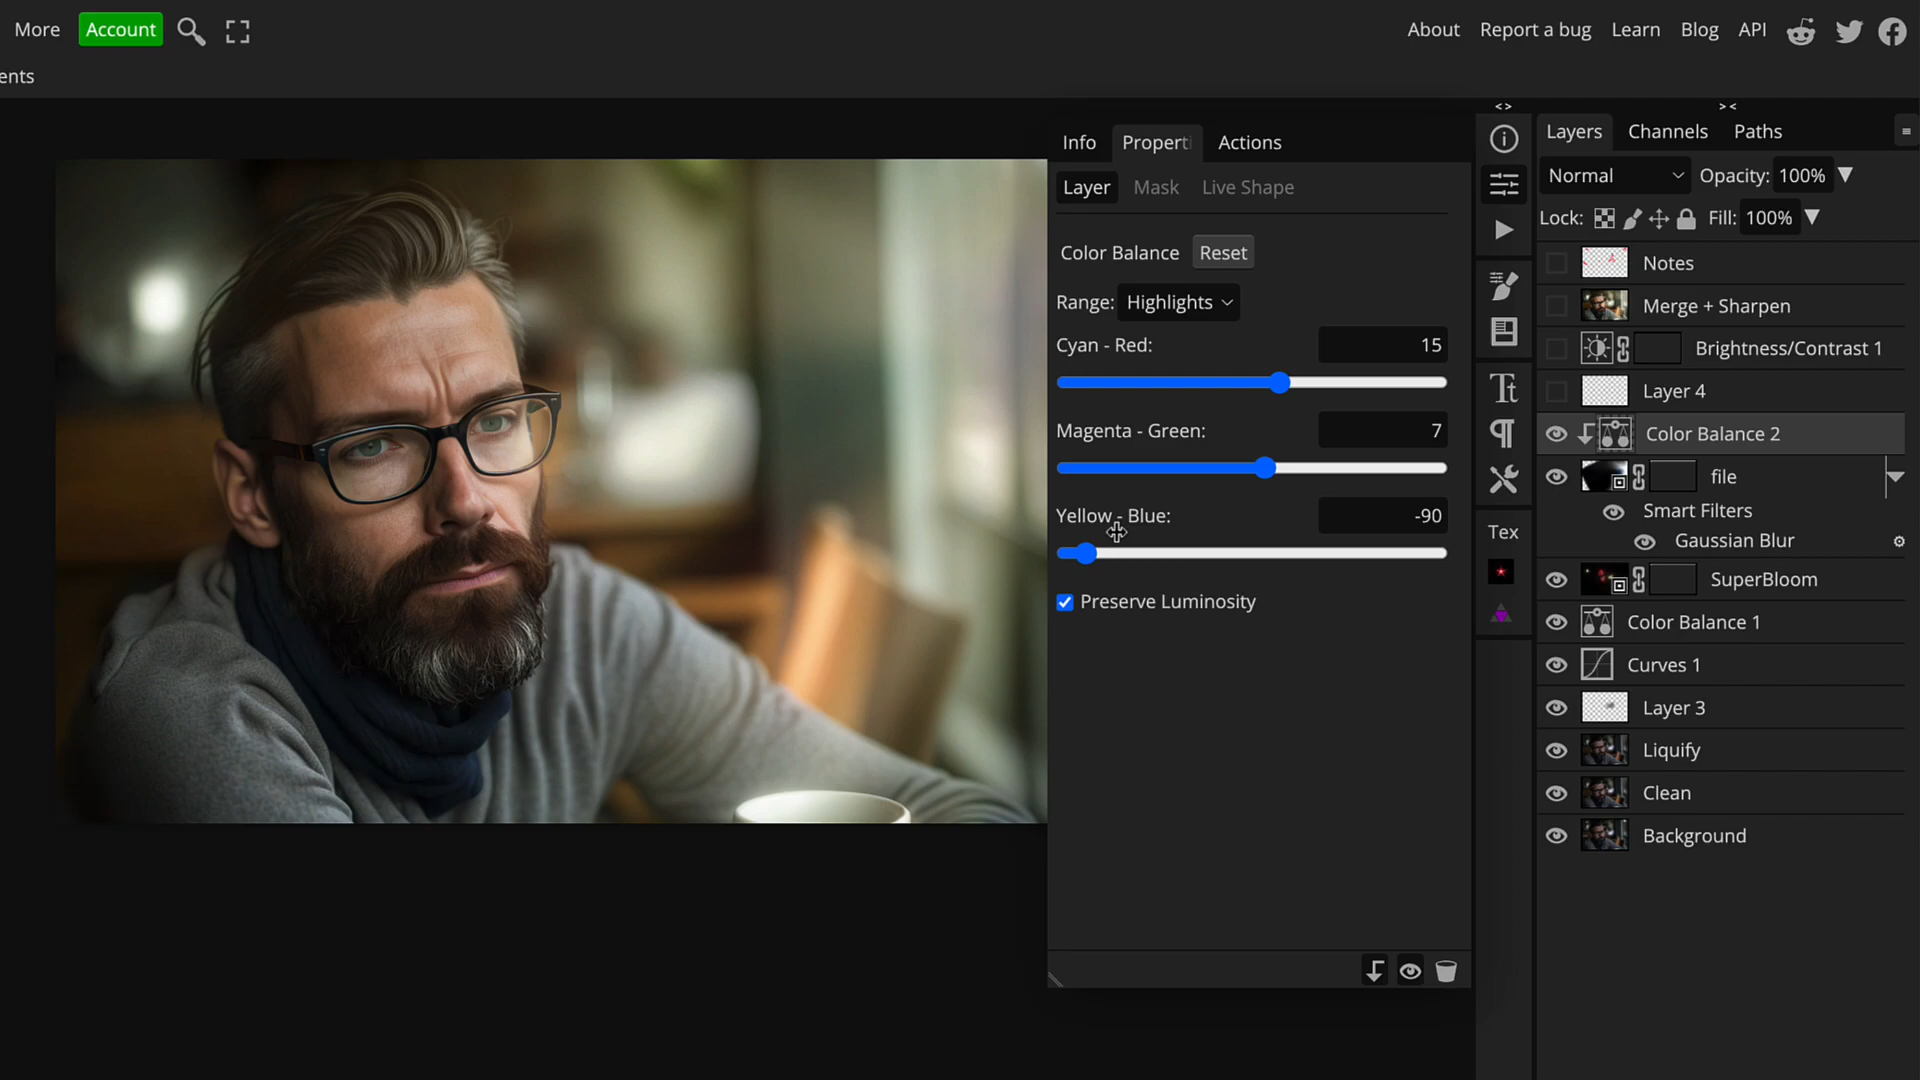 More Account
About Report a bug Learn Blog API
ents
Info Properti Actions
Layer Mask Live Shape
Color Balance Reset
Range: Highlights
Cyan - Red: 15
Magenta - Green: 7
Yellow - Blue: -90
Preserve Luminosity
Tt
Tex
<> ><
Layers Channels Paths
Normal Opacity: 100%
Lock: Fill: 100%
Notes
Merge + Sharpen
Brightness/Contrast 1
Layer 4
Color Balance 2
file
Smart Filters
Gaussian Blur
SuperBloom
Color Balance 1
Curves 1
Layer 3
Liquify
Clean
Background